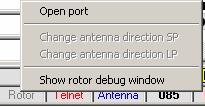 Open port
Change antenna direction SP
Change antenna direction LP
Show rotor debug window
Rotor Telnet Antenna 085